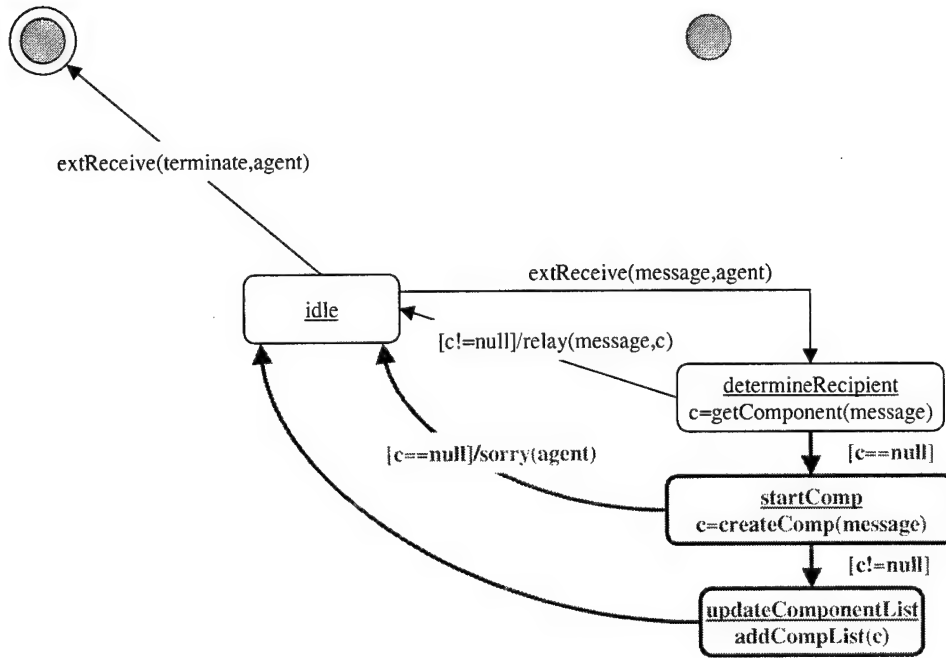 extReceive(terminate,agent)
extReceive(message,agent)
idle
[c!=null]/relay(message,c)
determineRecipient
c=getComponent(message)
[c==null]/sorry(agent)
[c==null]
startComp
c=createComp(message)
[c!=null]
updateComponentList
addCompList(c)